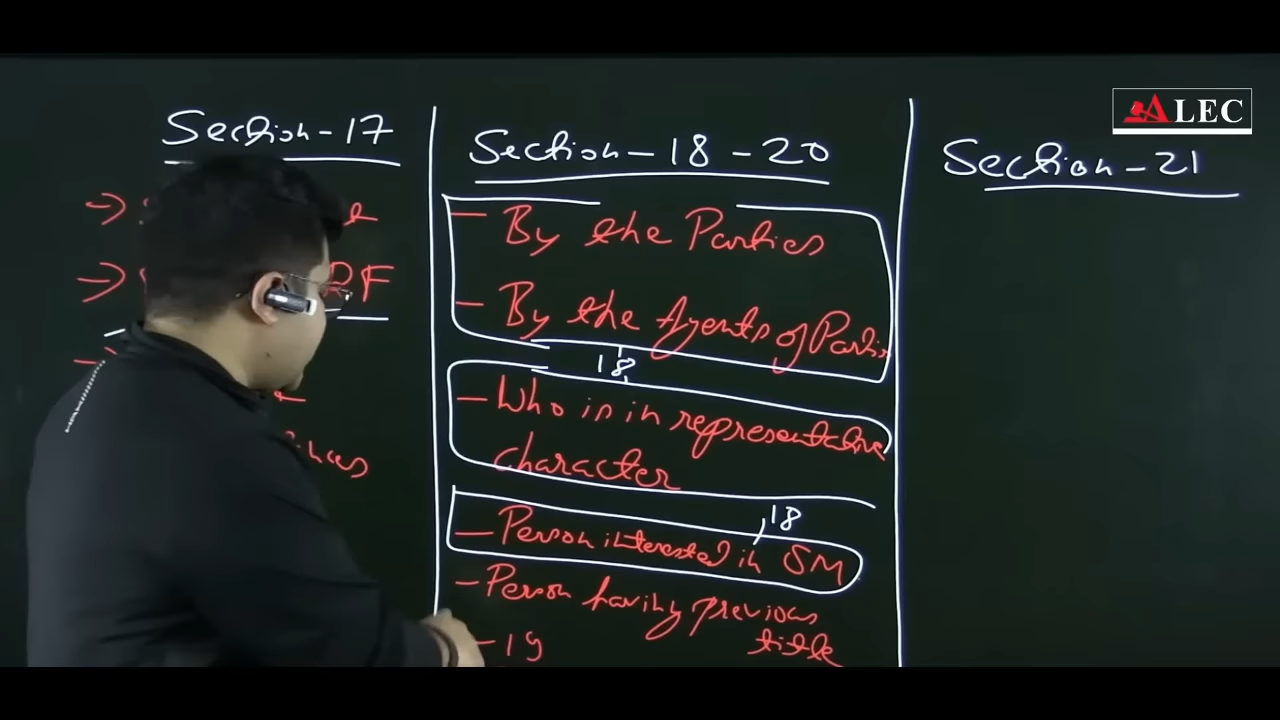 ALEC
Section-17
RF
Section-18-20
- By the Parties
- By the Agents of Parties
18
- Who is in representative
character
18
- Person interested in SM
- Person having previous
title
- 19
Section-21